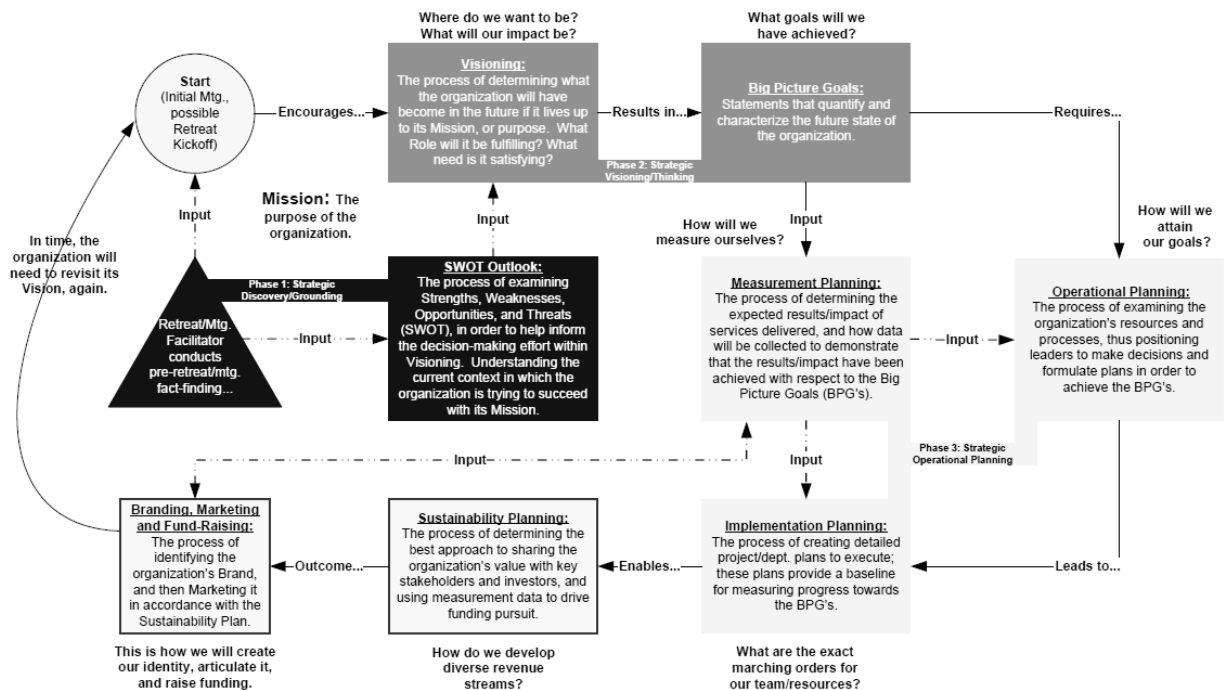 Where do we want to be?
What will our impact be?
What goals will we
have achieved?
Start
(Initial Mtg.,
possible
Retreat
Kickoff)
Encourages...
Visioning:
The process of determining what
the organization will have
become in the future if it lives up
to its Mission, or purpose. What
Role will it be fulfilling? What
need is it satisfying?
Results in...
Big Picture Goals:
Statements that quantify and
characterize the future state of
the organization.
Requires...
Phase 2: Strategic
Visioning/Thinking
Input
Mission: The
purpose of the
organization.
Input
Input
How will we
measure ourselves?
How will we
attain
our goals?
In time, the
organization will
need to revisit its
Vision, again.
Phase 1: Strategic
Discovery/Grounding
Retreat/Mtg.
Facilitator
conducts
pre-retreat/mtg.
fact-finding...
Input
SWOT Outlook:
The process of examining
Strengths, Weaknesses,
Opportunities, and Threats
(SWOT), in order to help inform
the decision-making effort within
Visioning. Understanding the
current context in which the
organization is trying to succeed
with its Mission.
Measurement Planning:
The process of determining the
expected results/impact of
services delivered, and how data
will be collected to demonstrate
that the results/impact have been
achieved with respect to the Big
Picture Goals (BPG's).
Input
Operational Planning:
The process of examining the
organization's resources and
processes, thus positioning
leaders to make decisions and
formulate plans in order to
achieve the BPG's.
Input
Input
Phase 3: Strategic
Operational Planning
Branding, Marketing
and Fund-Raising:
The process of
identifying the
organization's Brand,
and then Marketing it
in accordance with the
Sustainability Plan.
Outcome...
Sustainability Planning:
The process of determining the
best approach to sharing the
organization's value with key
stakeholders and investors, and
using measurement data to drive
funding pursuit.
Enables...
Implementation Planning:
The process of creating detailed
project/dept. plans to execute;
these plans provide a baseline
for measuring progress towards
the BPG's.
Leads to...
This is how we will create
our identity, articulate it,
and raise funding.
How do we develop
diverse revenue
streams?
What are the exact
marching orders for
our team/resources?